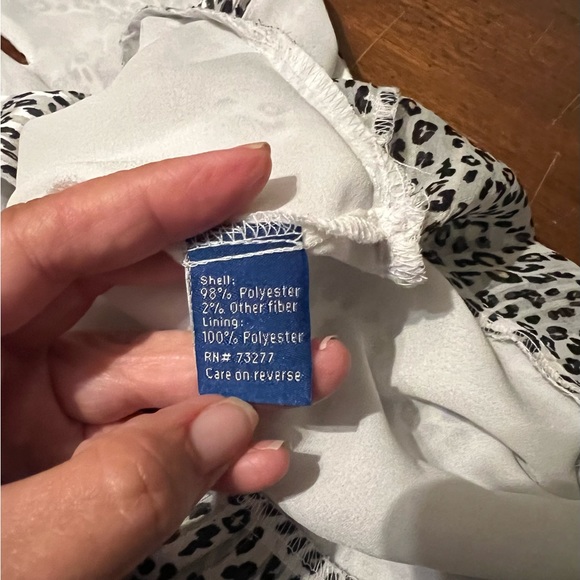 Shell:
98% Polyester
2% Other fiber
Lining:
100% Polyester
RN# 73277
Care on reverse